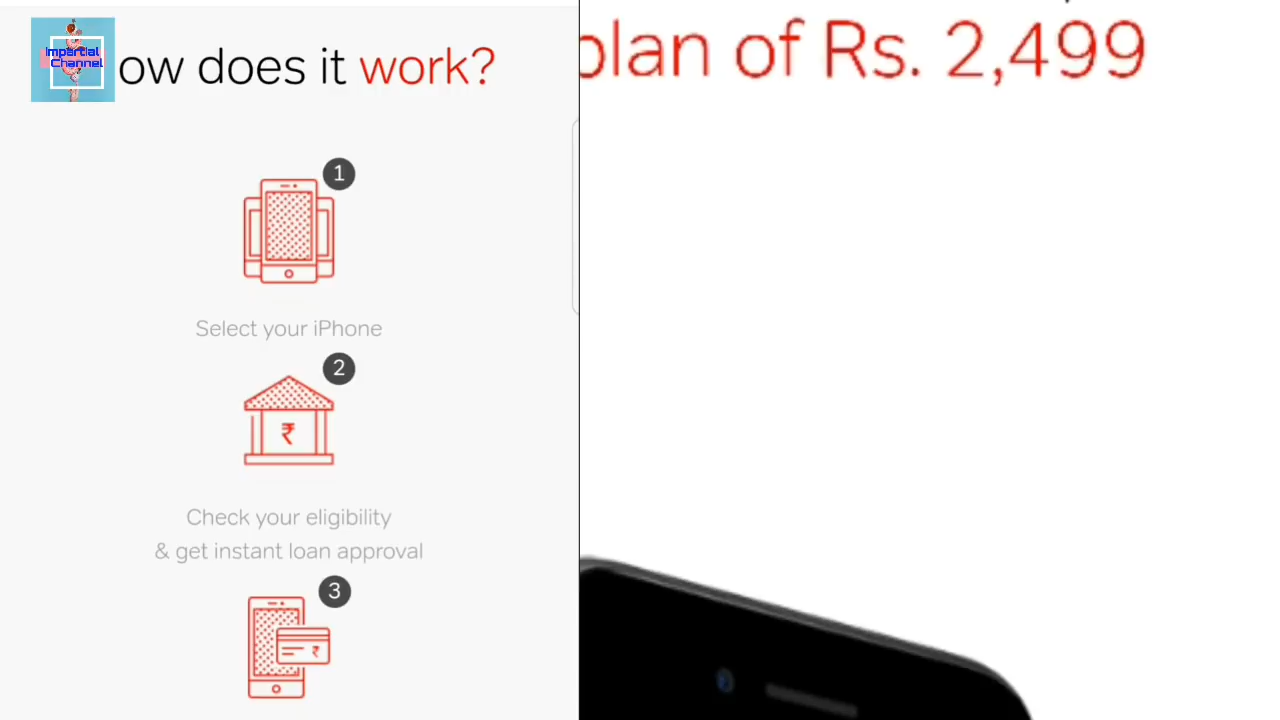 Impartial
Channel
ow does it work?
1
Select your iPhone
2
₹
Check your eligibility
& get instant loan approval
3
₹
plan of Rs. 2,499